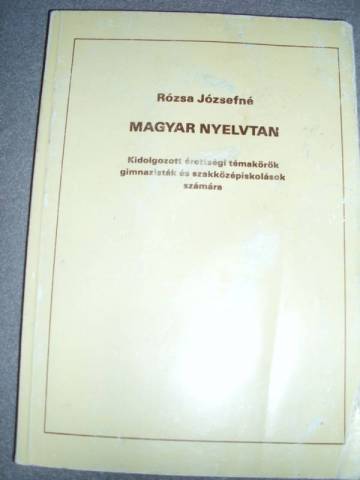 Rózsa Józsefné
MAGYAR NYELVTAN
Kidolgozott érettségi témakörök
gimnazisták és szakközépiskolások
számára